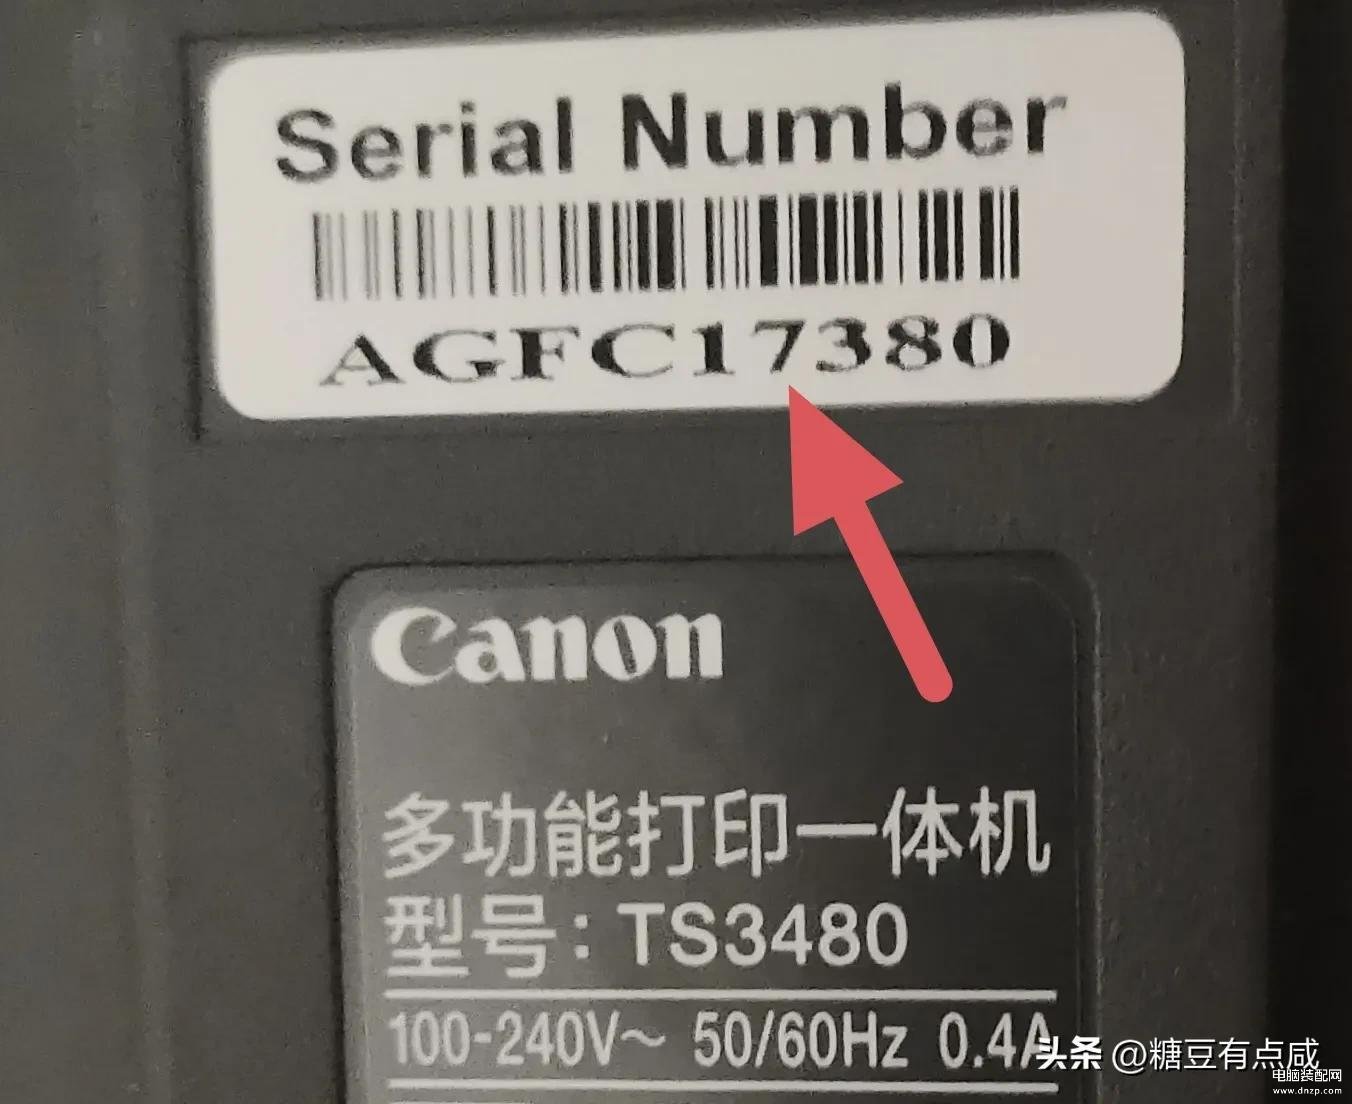 Serial Number
AGFC17380
Canon
多功能打印一体机
型号：TS3480
100-240V～ 50/60Hz 0.4A
头条 @糖豆有点咸
电脑装配网
www.dnzp.com